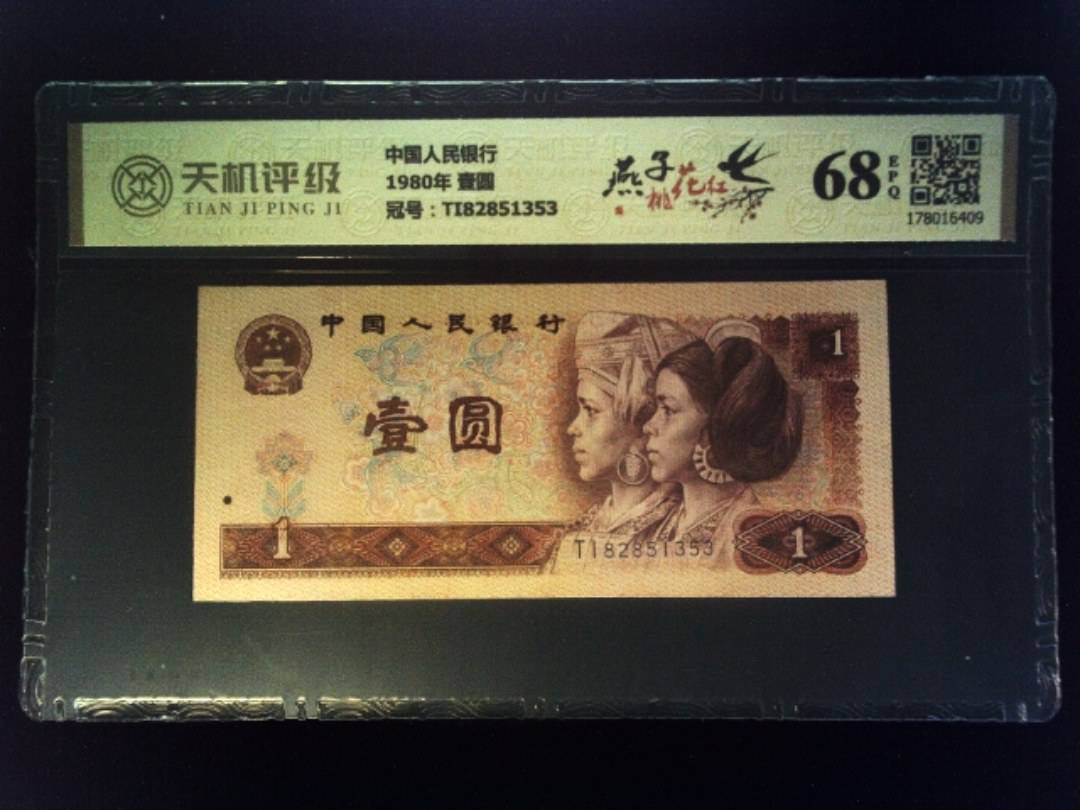 天机评级
TIAN JI PING JI
中国人民银行
1980年 壹圆
冠号：TI82851353
燕子
桃花红
68
EPQ
178016409
中国人民银行
1
壹圆
1
TI82851353
1